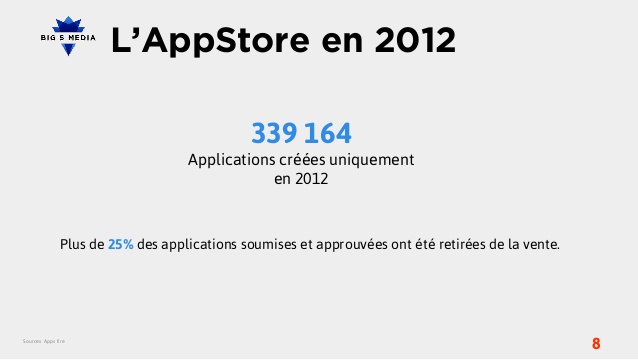 BIG 5 MEDIA
L’AppStore en 2012
339 164
Applications créées uniquement
en 2012
Plus de 25% des applications soumises et approuvées ont été retirées de la vente.
Sources Apps fire
8